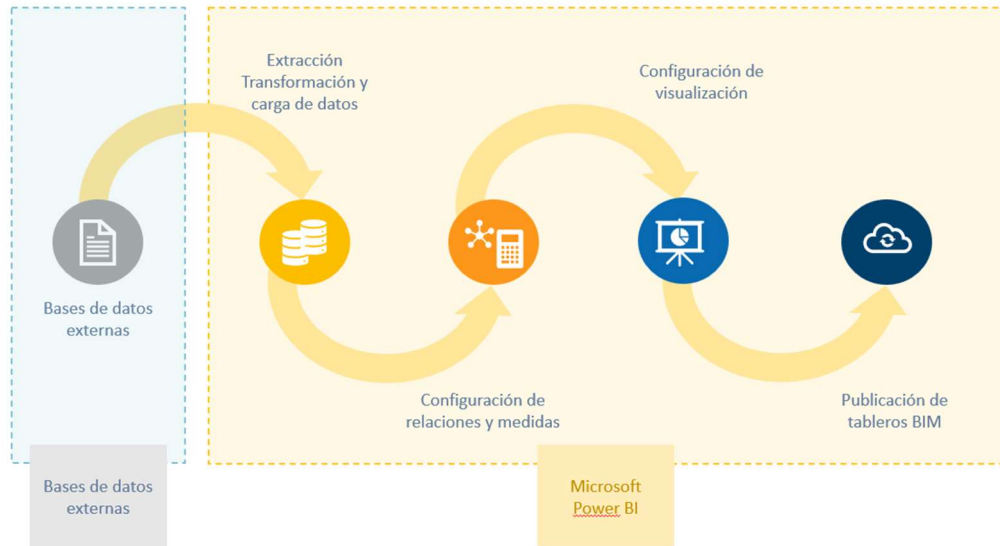 Extracción
Transformación y
carga de datos
Configuración de
visualización
Bases de datos
externas
Configuración de
relaciones y medidas
Publicación de
tableros BIM
Bases de datos
externas
Microsoft
Power BI